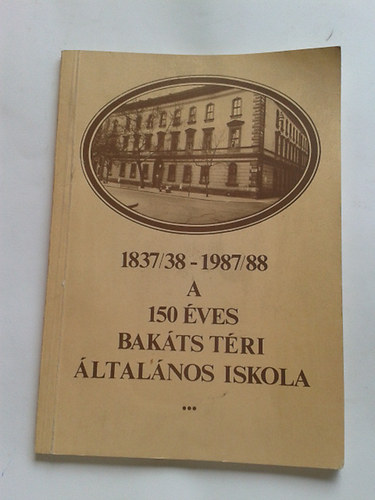 1837/38 - 1987/88
A
150 ÉVES
BAKÁTS TÉRI
ÁLTALÁNOS ISKOLA
•••